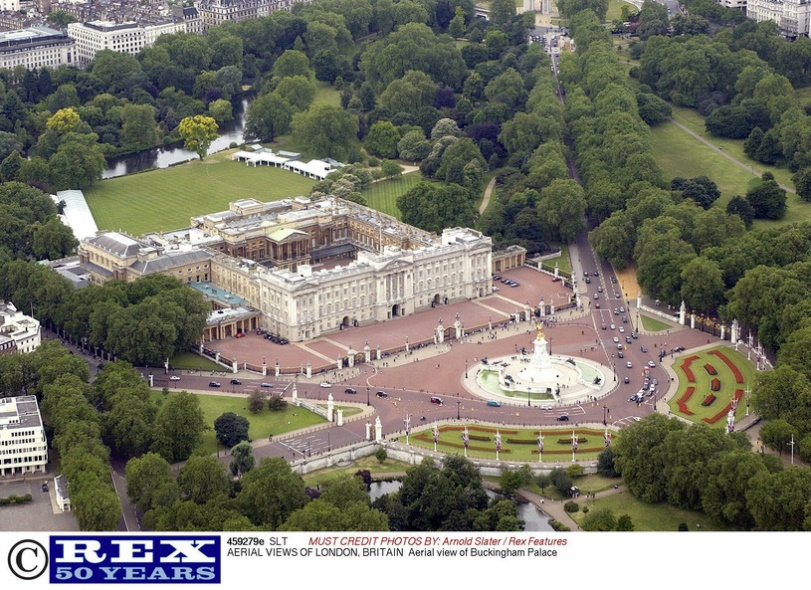 © REX
50 YEARS
459279e SLT MUST CREDIT PHOTOS BY: Arnold Slater / Rex Features
AERIAL VIEWS OF LONDON, BRITAIN Aerial view of Buckingham Palace